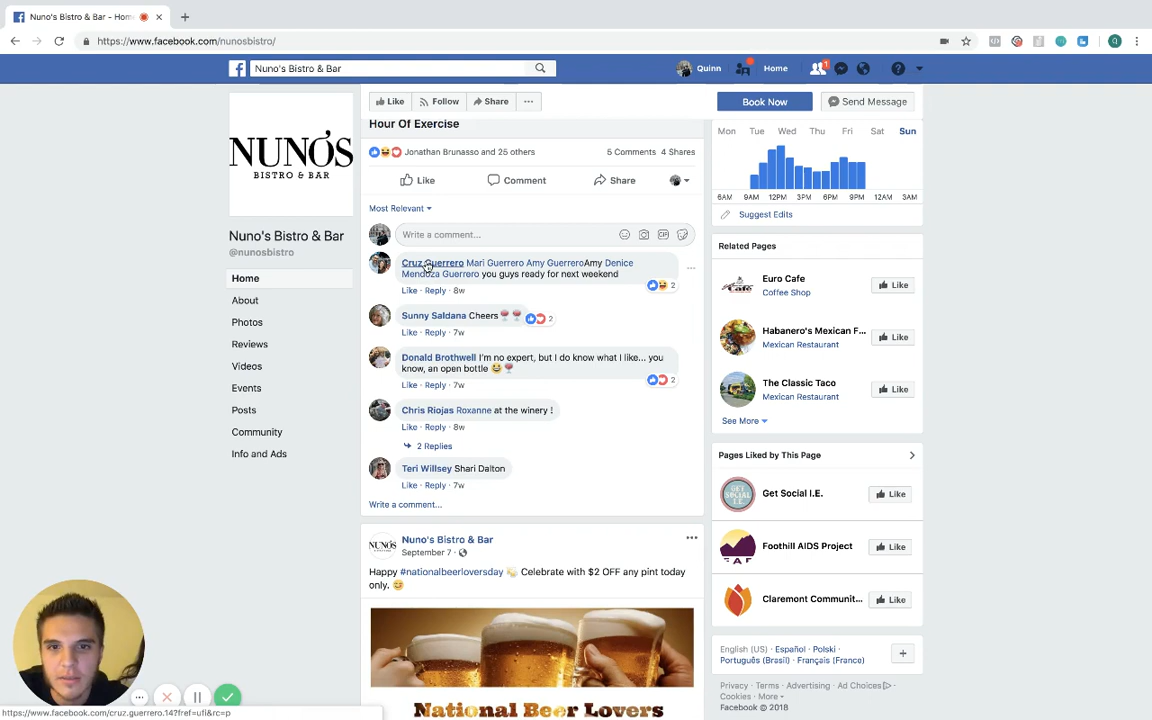 Nuno's Bistro & Bar - Hom
https://www.facebook.com/nunosbistro/
Nuno's Bistro & Bar
Quinn
Home
1
Like
Follow
Share
Book Now
Send Message
NUNO'S
BISTRO & BAR
Nuno's Bistro & Bar
@nunosbistro
Home
About
Photos
Reviews
Videos
Events
Posts
Community
Info and Ads
Hour Of Exercise
Jonathan Brunasso and 25 others
5 Comments 4 Shares
Like
Comment
Share
Most Relevant
Write a comment...
GIF
Cruz Guerrero Mari Guerrero Amy GuerreroAmy Denice
Mendoza Guerrero you guys ready for next weekend
2
Like · Reply · 8w
Sunny Saldana Cheers🍷🍷
2
Like · Reply · 7w
Donald Brothwell I'm no expert, but I do know what I like... you
know, an open bottle 😂🍷
2
Like · Reply · 7w
Chris Riojas Roxanne at the winery !
Like · Reply · 8w
2 Replies
Teri Willsey Shari Dalton
Like · Reply · 7w
Write a comment...
NUNO'S
Nuno's Bistro & Bar
September 7 ·
Happy #nationalbeerloversday 🍻 Celebrate with $2 OFF any pint today
only. 😊
National Beer Lovers
Mon Tue Wed Thu Fri Sat Sun
6AM 9AM 12PM 3PM 6PM 9PM 12AM 3AM
Suggest Edits
Related Pages
Euro Cafe
Coffee Shop
Like
Habanero's Mexican F...
Mexican Restaurant
Like
The Classic Taco
Mexican Restaurant
Like
See More
Pages Liked by This Page
GET SOCIAL I.E.
Get Social I.E.
Like
FAF
Foothill AIDS Project
Like
Claremont Communit...
Like
English (US) · Español · Polski ·
Português (Brasil) · Français (France)
Privacy · Terms · Advertising · Ad Choices
Cookies · More
Facebook © 2018
https://www.facebook.com/cruz.guerrero.14?fref=ufi&rc=p